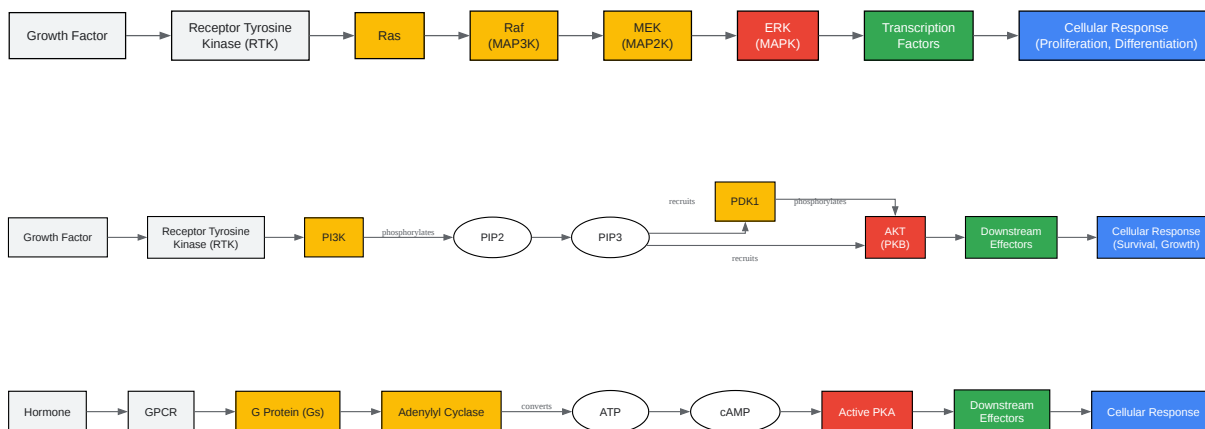 Growth Factor
Receptor Tyrosine
Kinase (RTK)
Ras
Raf
(MAP3K)
MEK
(MAP2K)
ERK
(MAPK)
Transcription
Factors
Cellular Response
(Proliferation, Differentiation)
Growth Factor
Receptor Tyrosine
Kinase (RTK)
PI3K
phosphorylates
PIP2
PIP3
recruits
PDK1
phosphorylates
recruits
AKT
(PKB)
Downstream
Effectors
Cellular Response
(Survival, Growth)
Hormone
GPCR
G Protein (Gs)
Adenylyl Cyclase
converts
ATP
cAMP
Active PKA
Downstream
Effectors
Cellular Response